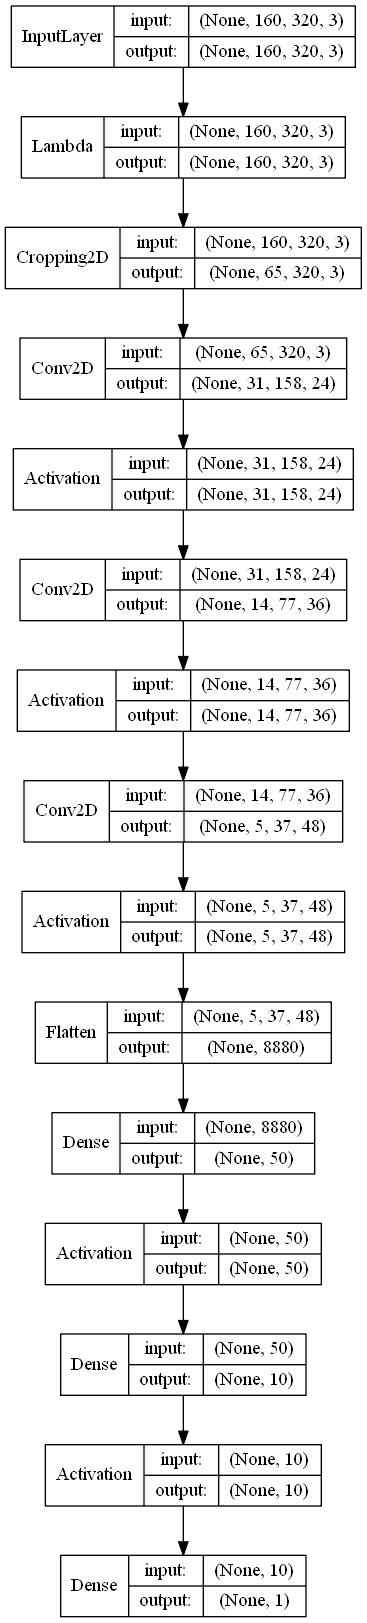 InputLayer
input: (None, 160, 320, 3)
output: (None, 160, 320, 3)
Lambda
input: (None, 160, 320, 3)
output: (None, 160, 320, 3)
Cropping2D
input: (None, 160, 320, 3)
output: (None, 65, 320, 3)
Conv2D
input: (None, 65, 320, 3)
output: (None, 31, 158, 24)
Activation
input: (None, 31, 158, 24)
output: (None, 31, 158, 24)
Conv2D
input: (None, 31, 158, 24)
output: (None, 14, 77, 36)
Activation
input: (None, 14, 77, 36)
output: (None, 14, 77, 36)
Conv2D
input: (None, 14, 77, 36)
output: (None, 5, 37, 48)
Activation
input: (None, 5, 37, 48)
output: (None, 5, 37, 48)
Flatten
input: (None, 5, 37, 48)
output: (None, 8880)
Dense
input: (None, 8880)
output: (None, 50)
Activation
input: (None, 50)
output: (None, 50)
Dense
input: (None, 50)
output: (None, 10)
Activation
input: (None, 10)
output: (None, 10)
Dense
input: (None, 10)
output: (None, 1)